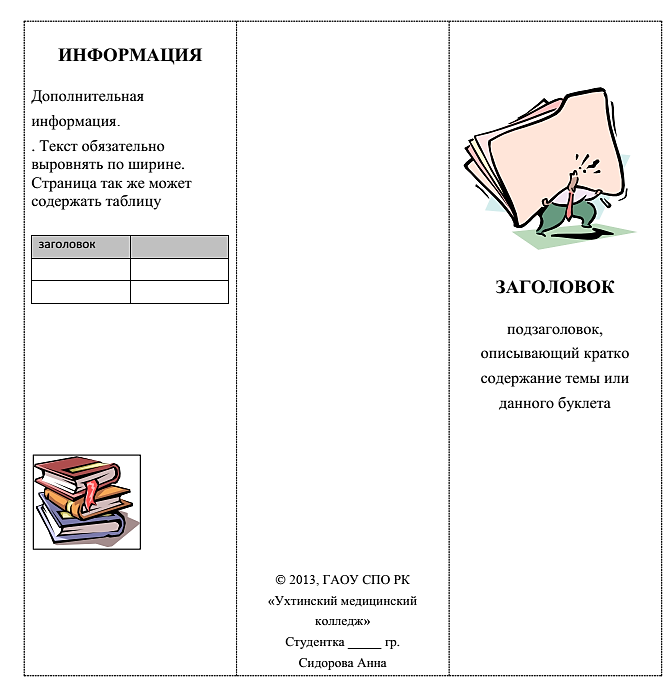 ИНФОРМАЦИЯ
Дополнительная
информация.
. Текст обязательно
выровнять по ширине.
Страница так же может
содержать таблицу
заголовок
© 2013, ГАОУ СПО РК
«Ухтинский медицинский
колледж»
Студентка _____ гр.
Сидорова Анна
ЗАГОЛОВОК
подзаголовок,
описывающий кратко
содержание темы или
данного буклета